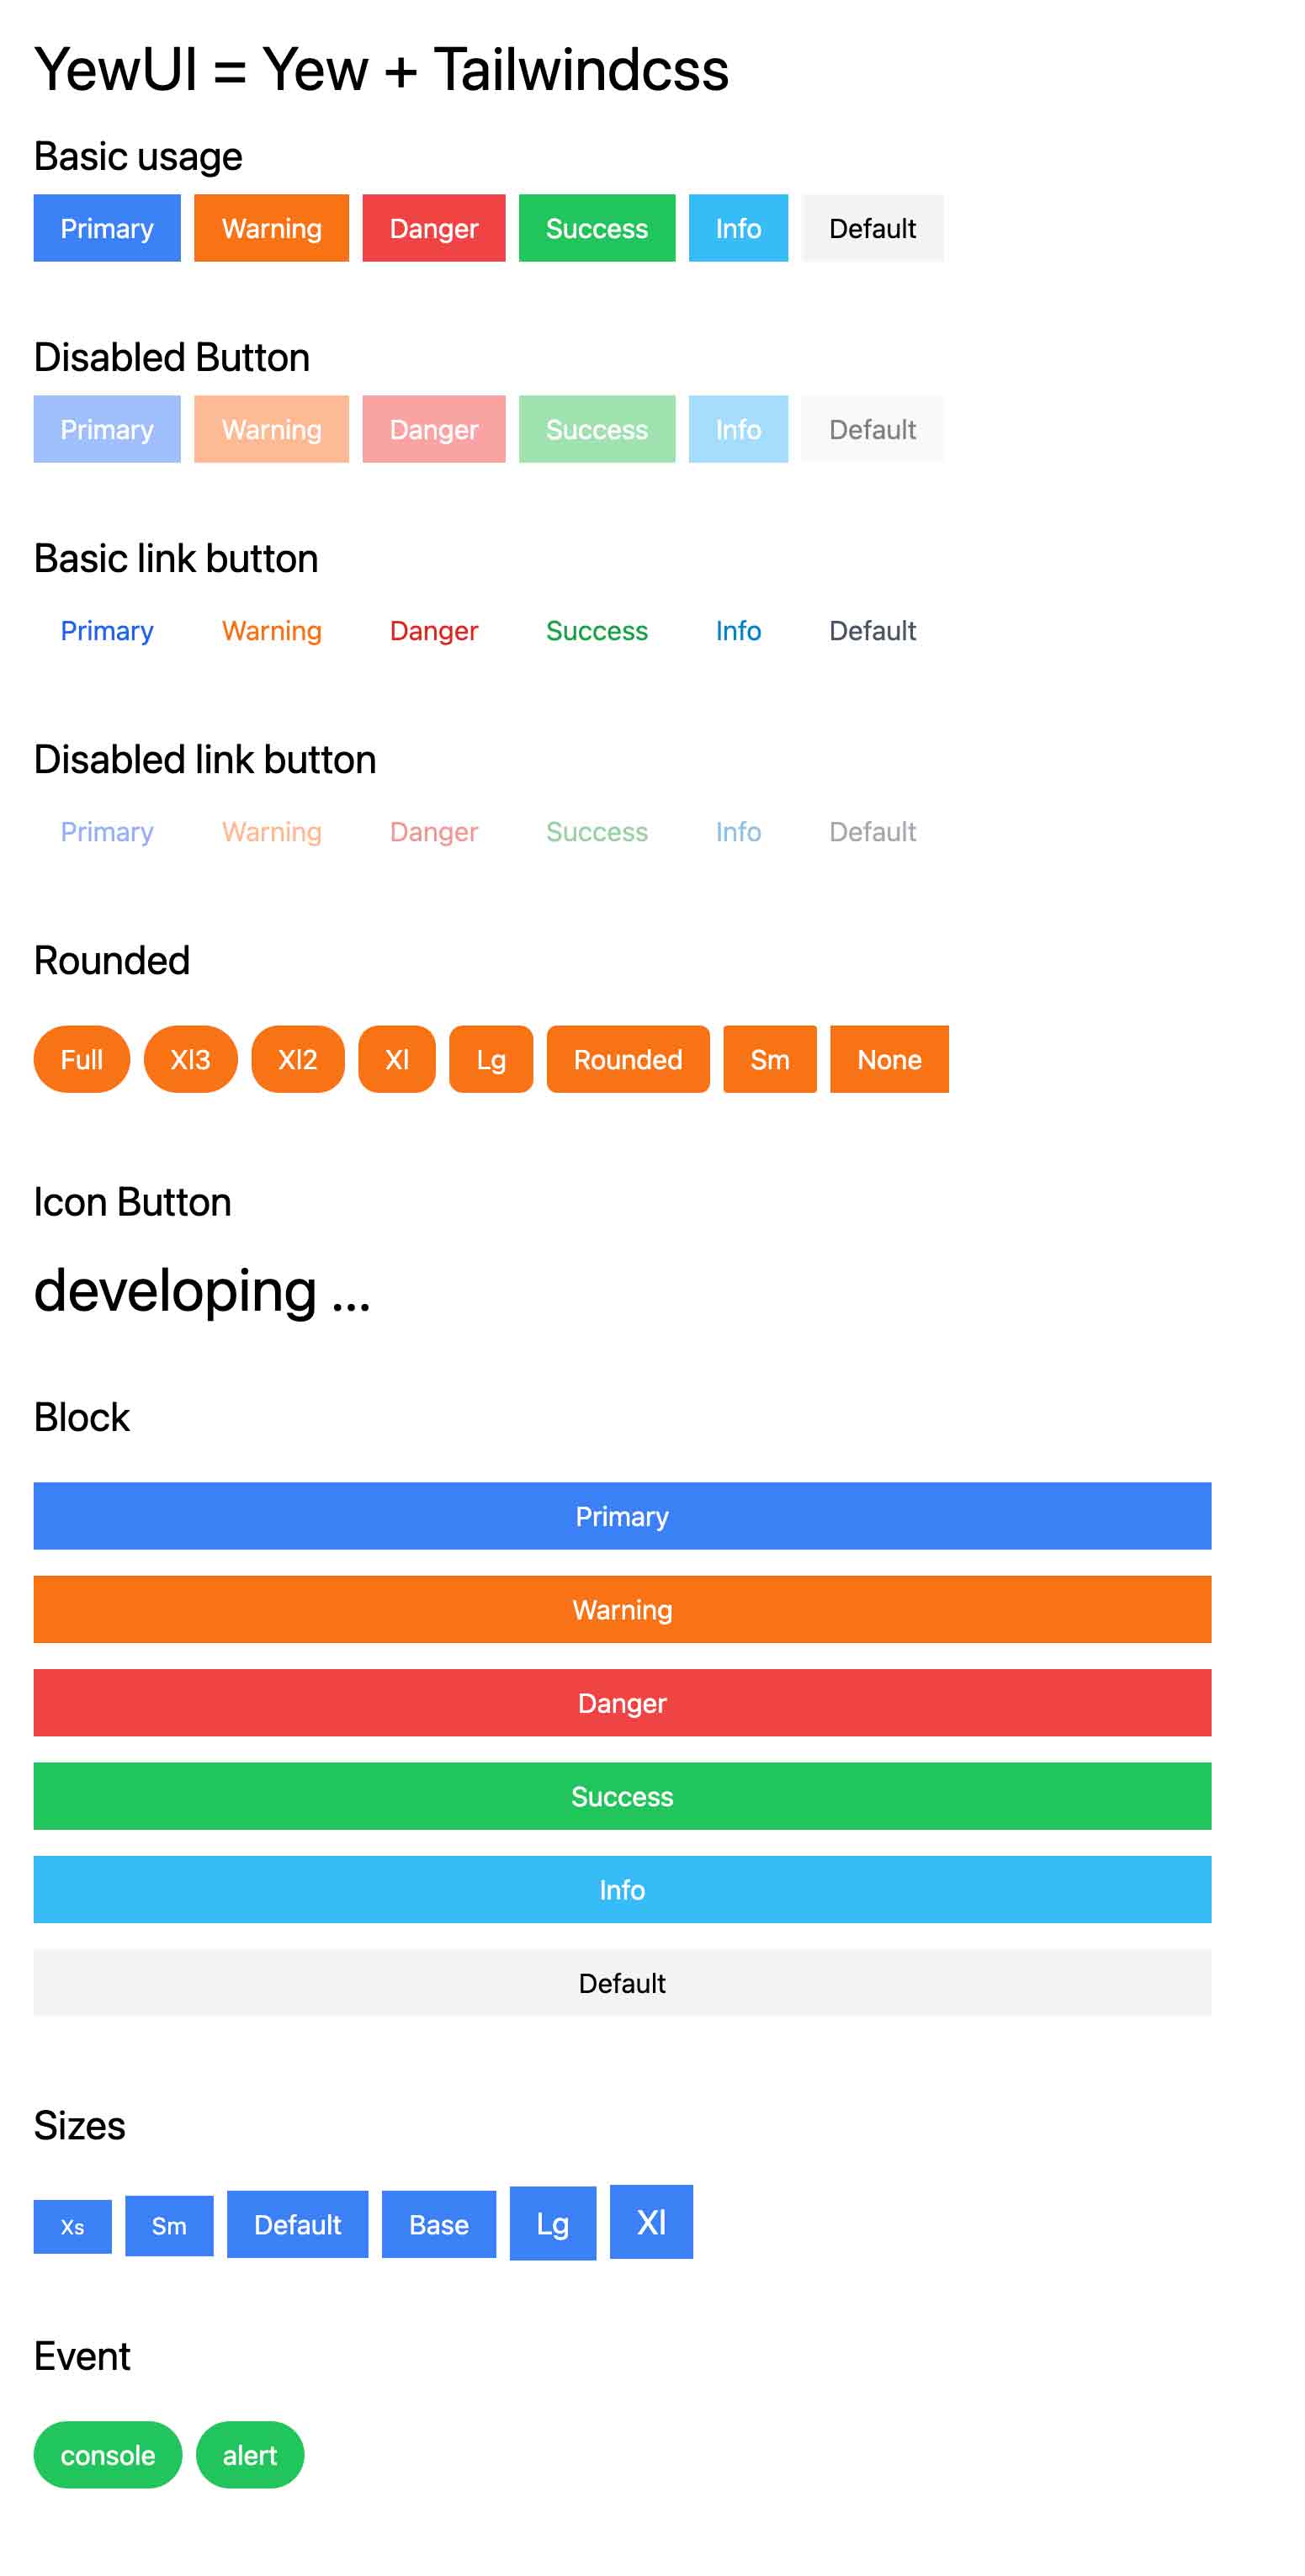 YewUI = Yew + Tailwindcss
Basic usage
Primary Warning Danger Success Info Default
Disabled Button
Primary Warning Danger Success Info Default
Basic link button
Primary Warning Danger Success Info Default
Disabled link button
Primary Warning Danger Success Info Default
Rounded
Full Xl3 Xl2 Xl Lg Rounded Sm None
Icon Button
developing ...
Block
Primary
Warning
Danger
Success
Info
Default
Sizes
Xs Sm Default Base Lg Xl
Event
console alert